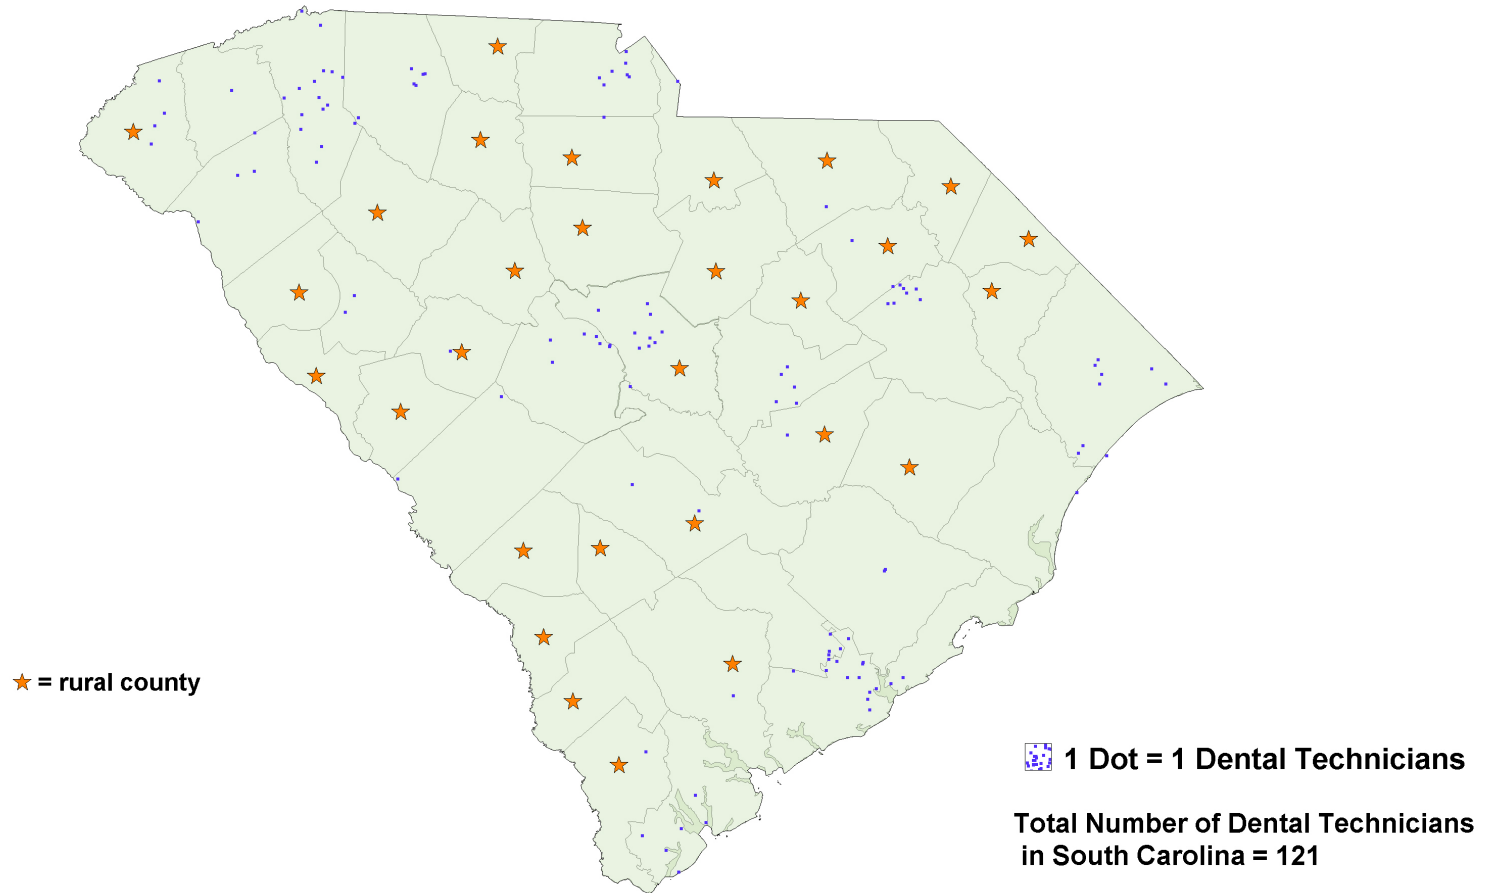 = rural county
1 Dot = 1 Dental Technicians
Total Number of Dental Technicians
in South Carolina = 121